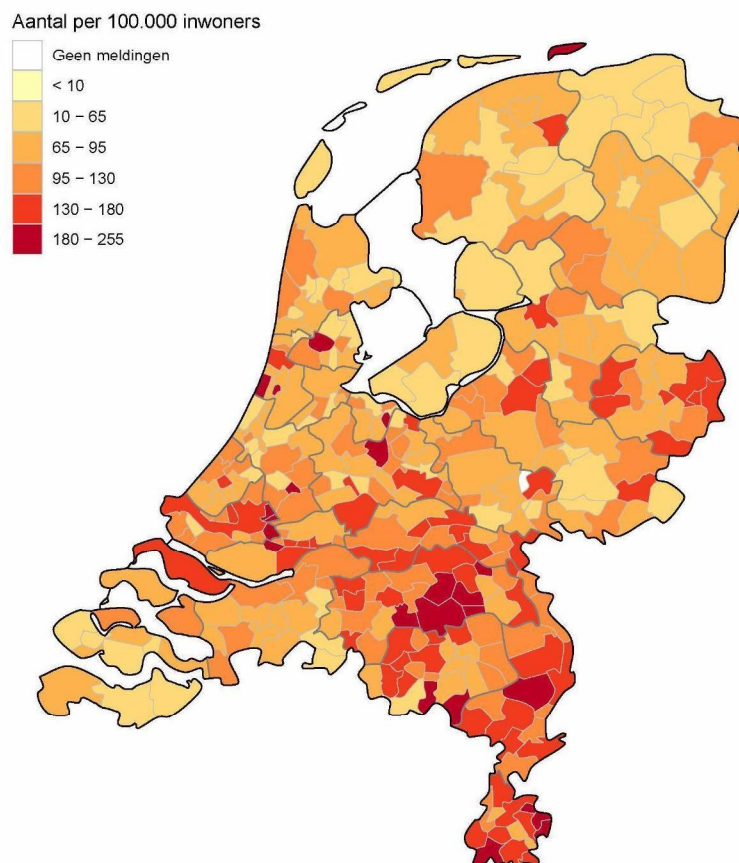 Aantal per 100.000 inwoners
Geen meldingen
< 10
10 – 65
65 – 95
95 – 130
130 – 180
180 – 255